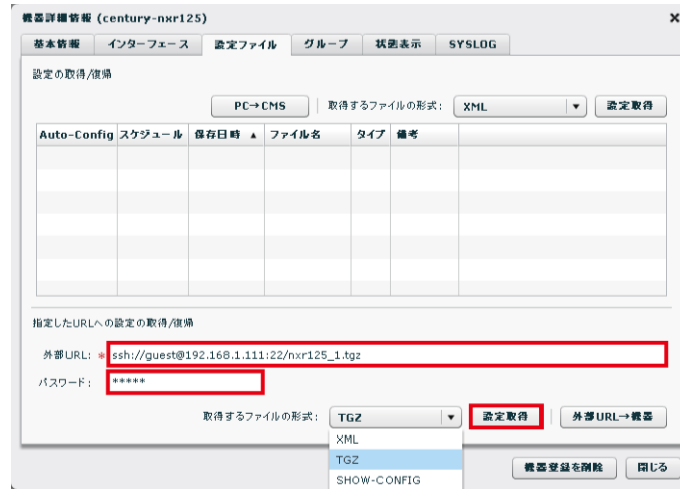 機器詳細情報 (century-nxr125)
基本情報 インターフェース 設定ファイル グループ 状態表示 SYSLOG
設定の取得/復帰
PC→CMS 取得するファイルの形式: XML 設定取得
Auto-Config スケジュール 保存日時 ▲ ファイル名 タイプ 備考
指定したURLへの設定の取得/復帰
外部URL: * ssh://guest@192.168.1.111:22/nxr125_1.tgz
パスワード: *****
取得するファイルの形式: TGZ 設定取得 外部URL→機器
XML
TGZ
SHOW-CONFIG
機器登録を削除 閉じる